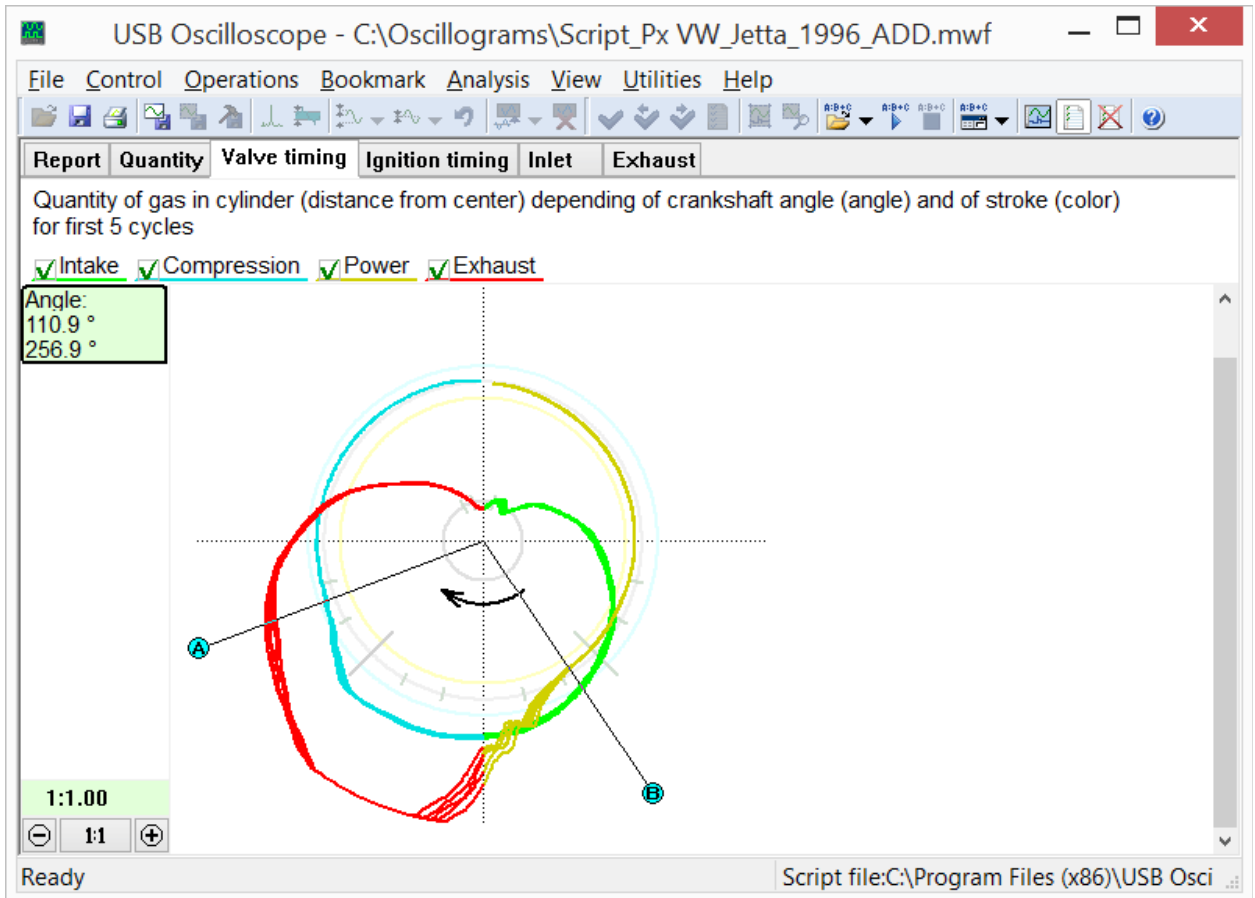 USB Oscilloscope - C:\Oscillograms\Script_Px VW_Jetta_1996_ADD.mwf
File Control Operations Bookmark Analysis View Utilities Help
A:B+C A:B+C A:B+C A:B+C
Report Quantity Valve timing Ignition timing Inlet Exhaust
Quantity of gas in cylinder (distance from center) depending of crankshaft angle (angle) and of stroke (color)
for first 5 cycles
Intake Compression Power Exhaust
Angle:
110.9 °
256.9 °
A
B
1:1.00
1:1
Ready Script file:C:\Program Files (x86)\USB Osci